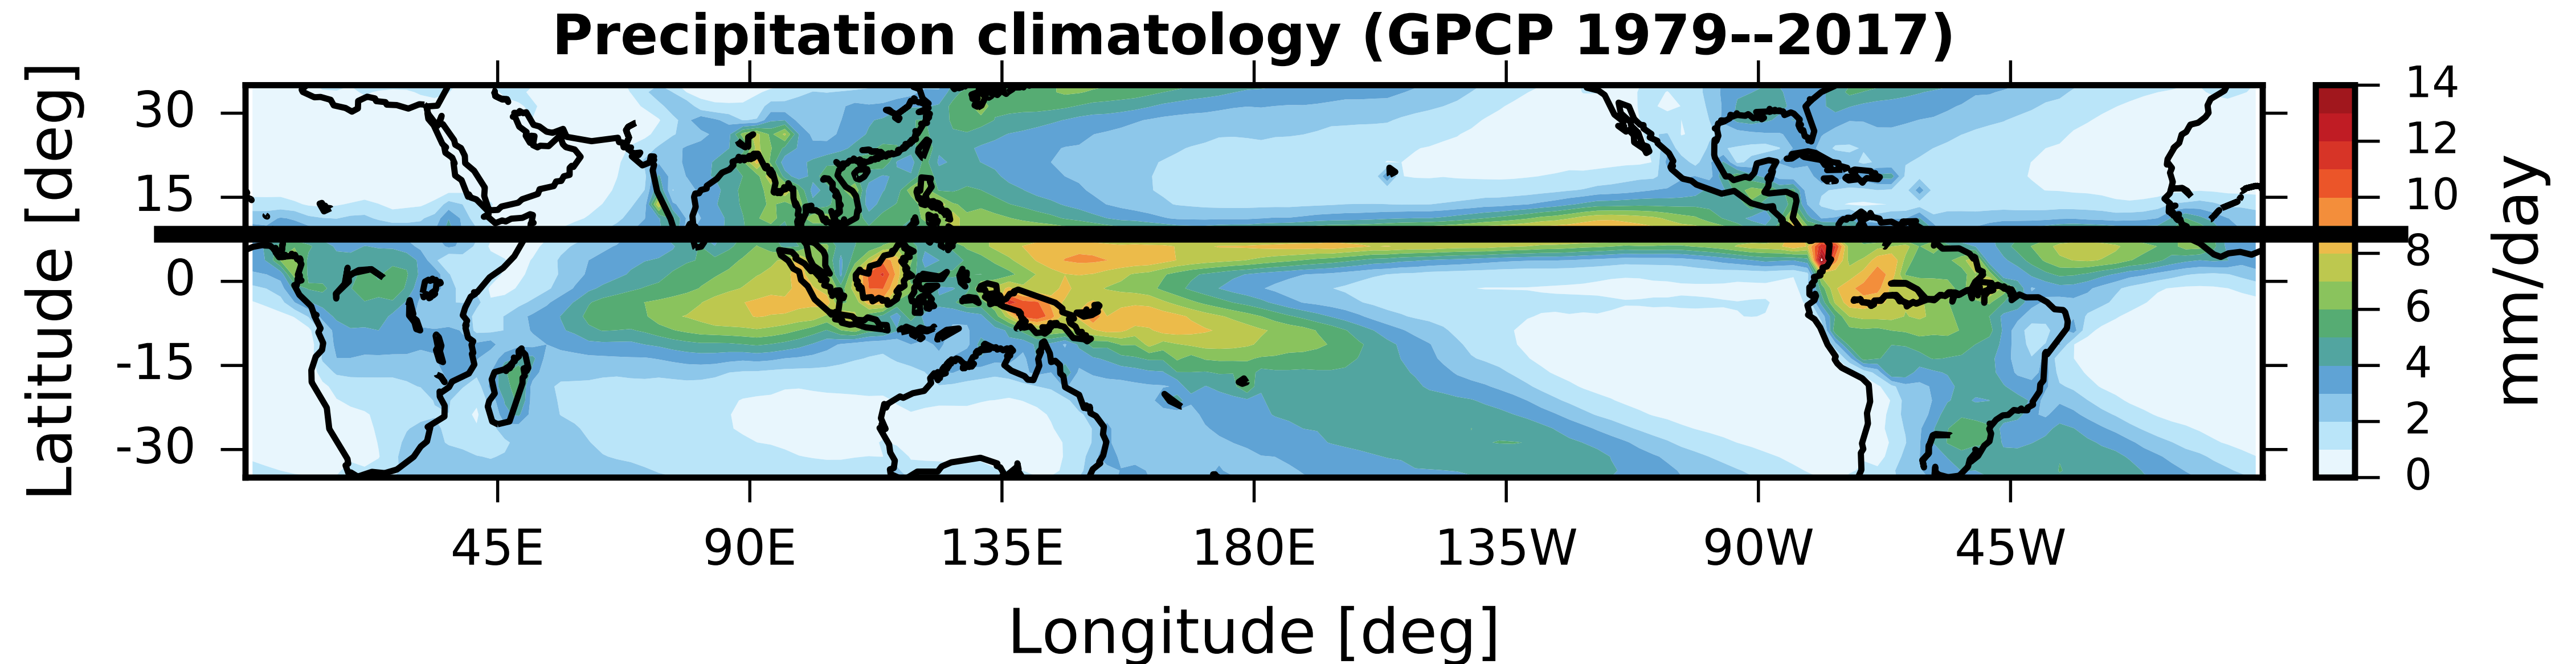 Precipitation climatology (GPCP 1979--2017)
Latitude [deg]
30
15
0
-15
-30
45E
90E
135E
180E
135W
90W
45W
Longitude [deg]
14
12
10
8
6
4
2
0
mm/day